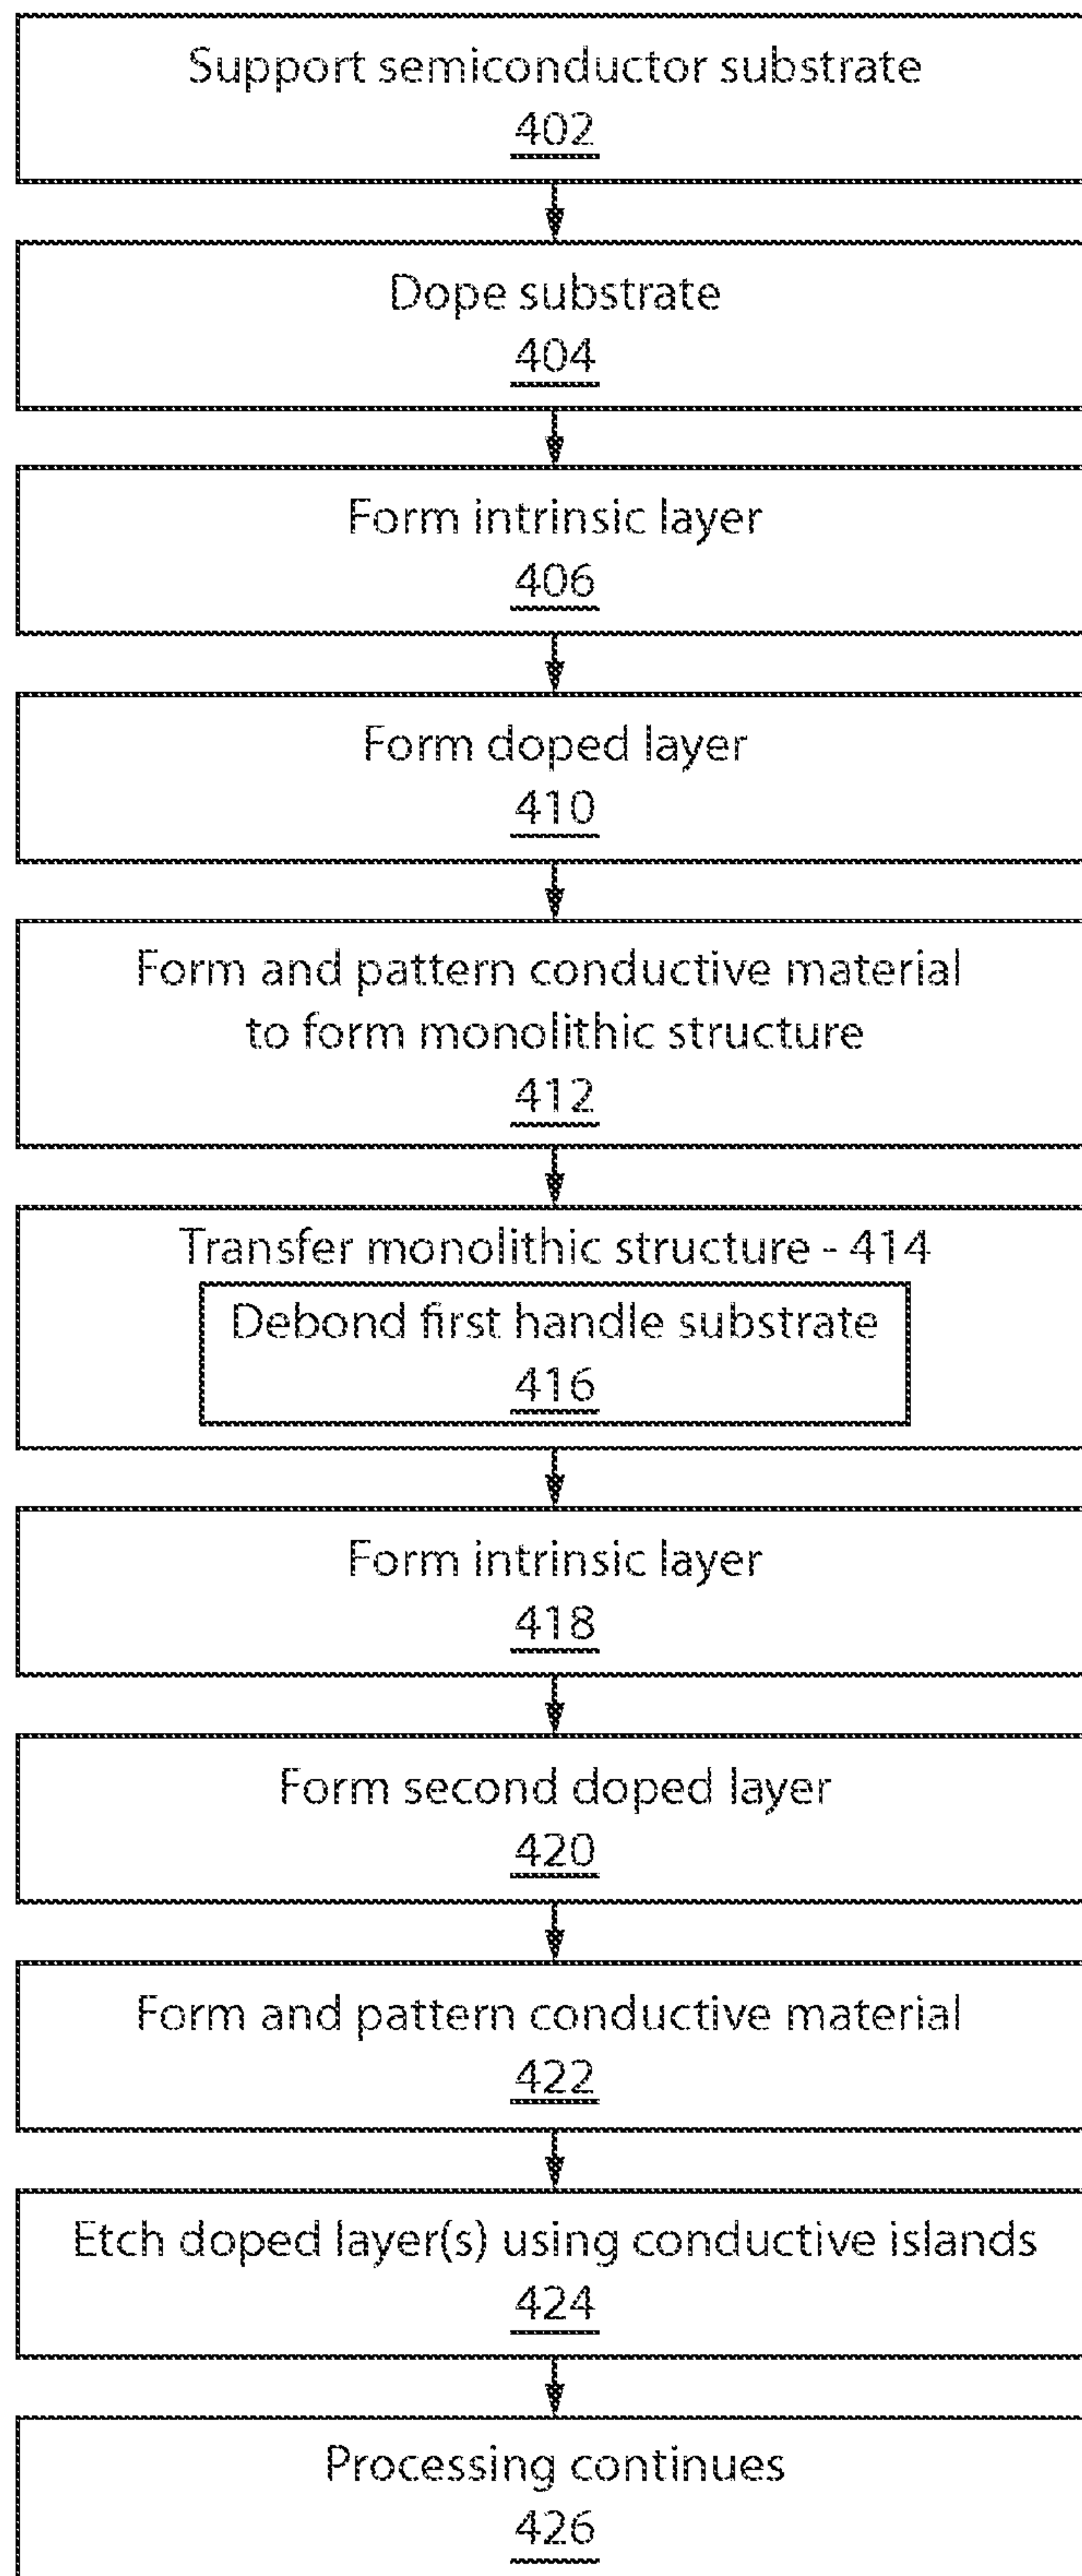 Support semiconductor substrate
402
Dope substrate
404
Form intrinsic layer
406
Form doped layer
410
Form and pattern conductive material
to form monolithic structure
412
Transfer monolithic structure - 414
Debond first handle substrate
416
Form intrinsic layer
418
Form second doped layer
420
Form and pattern conductive material
422
Etch doped layer(s) using conductive islands
424
Processing continues
426